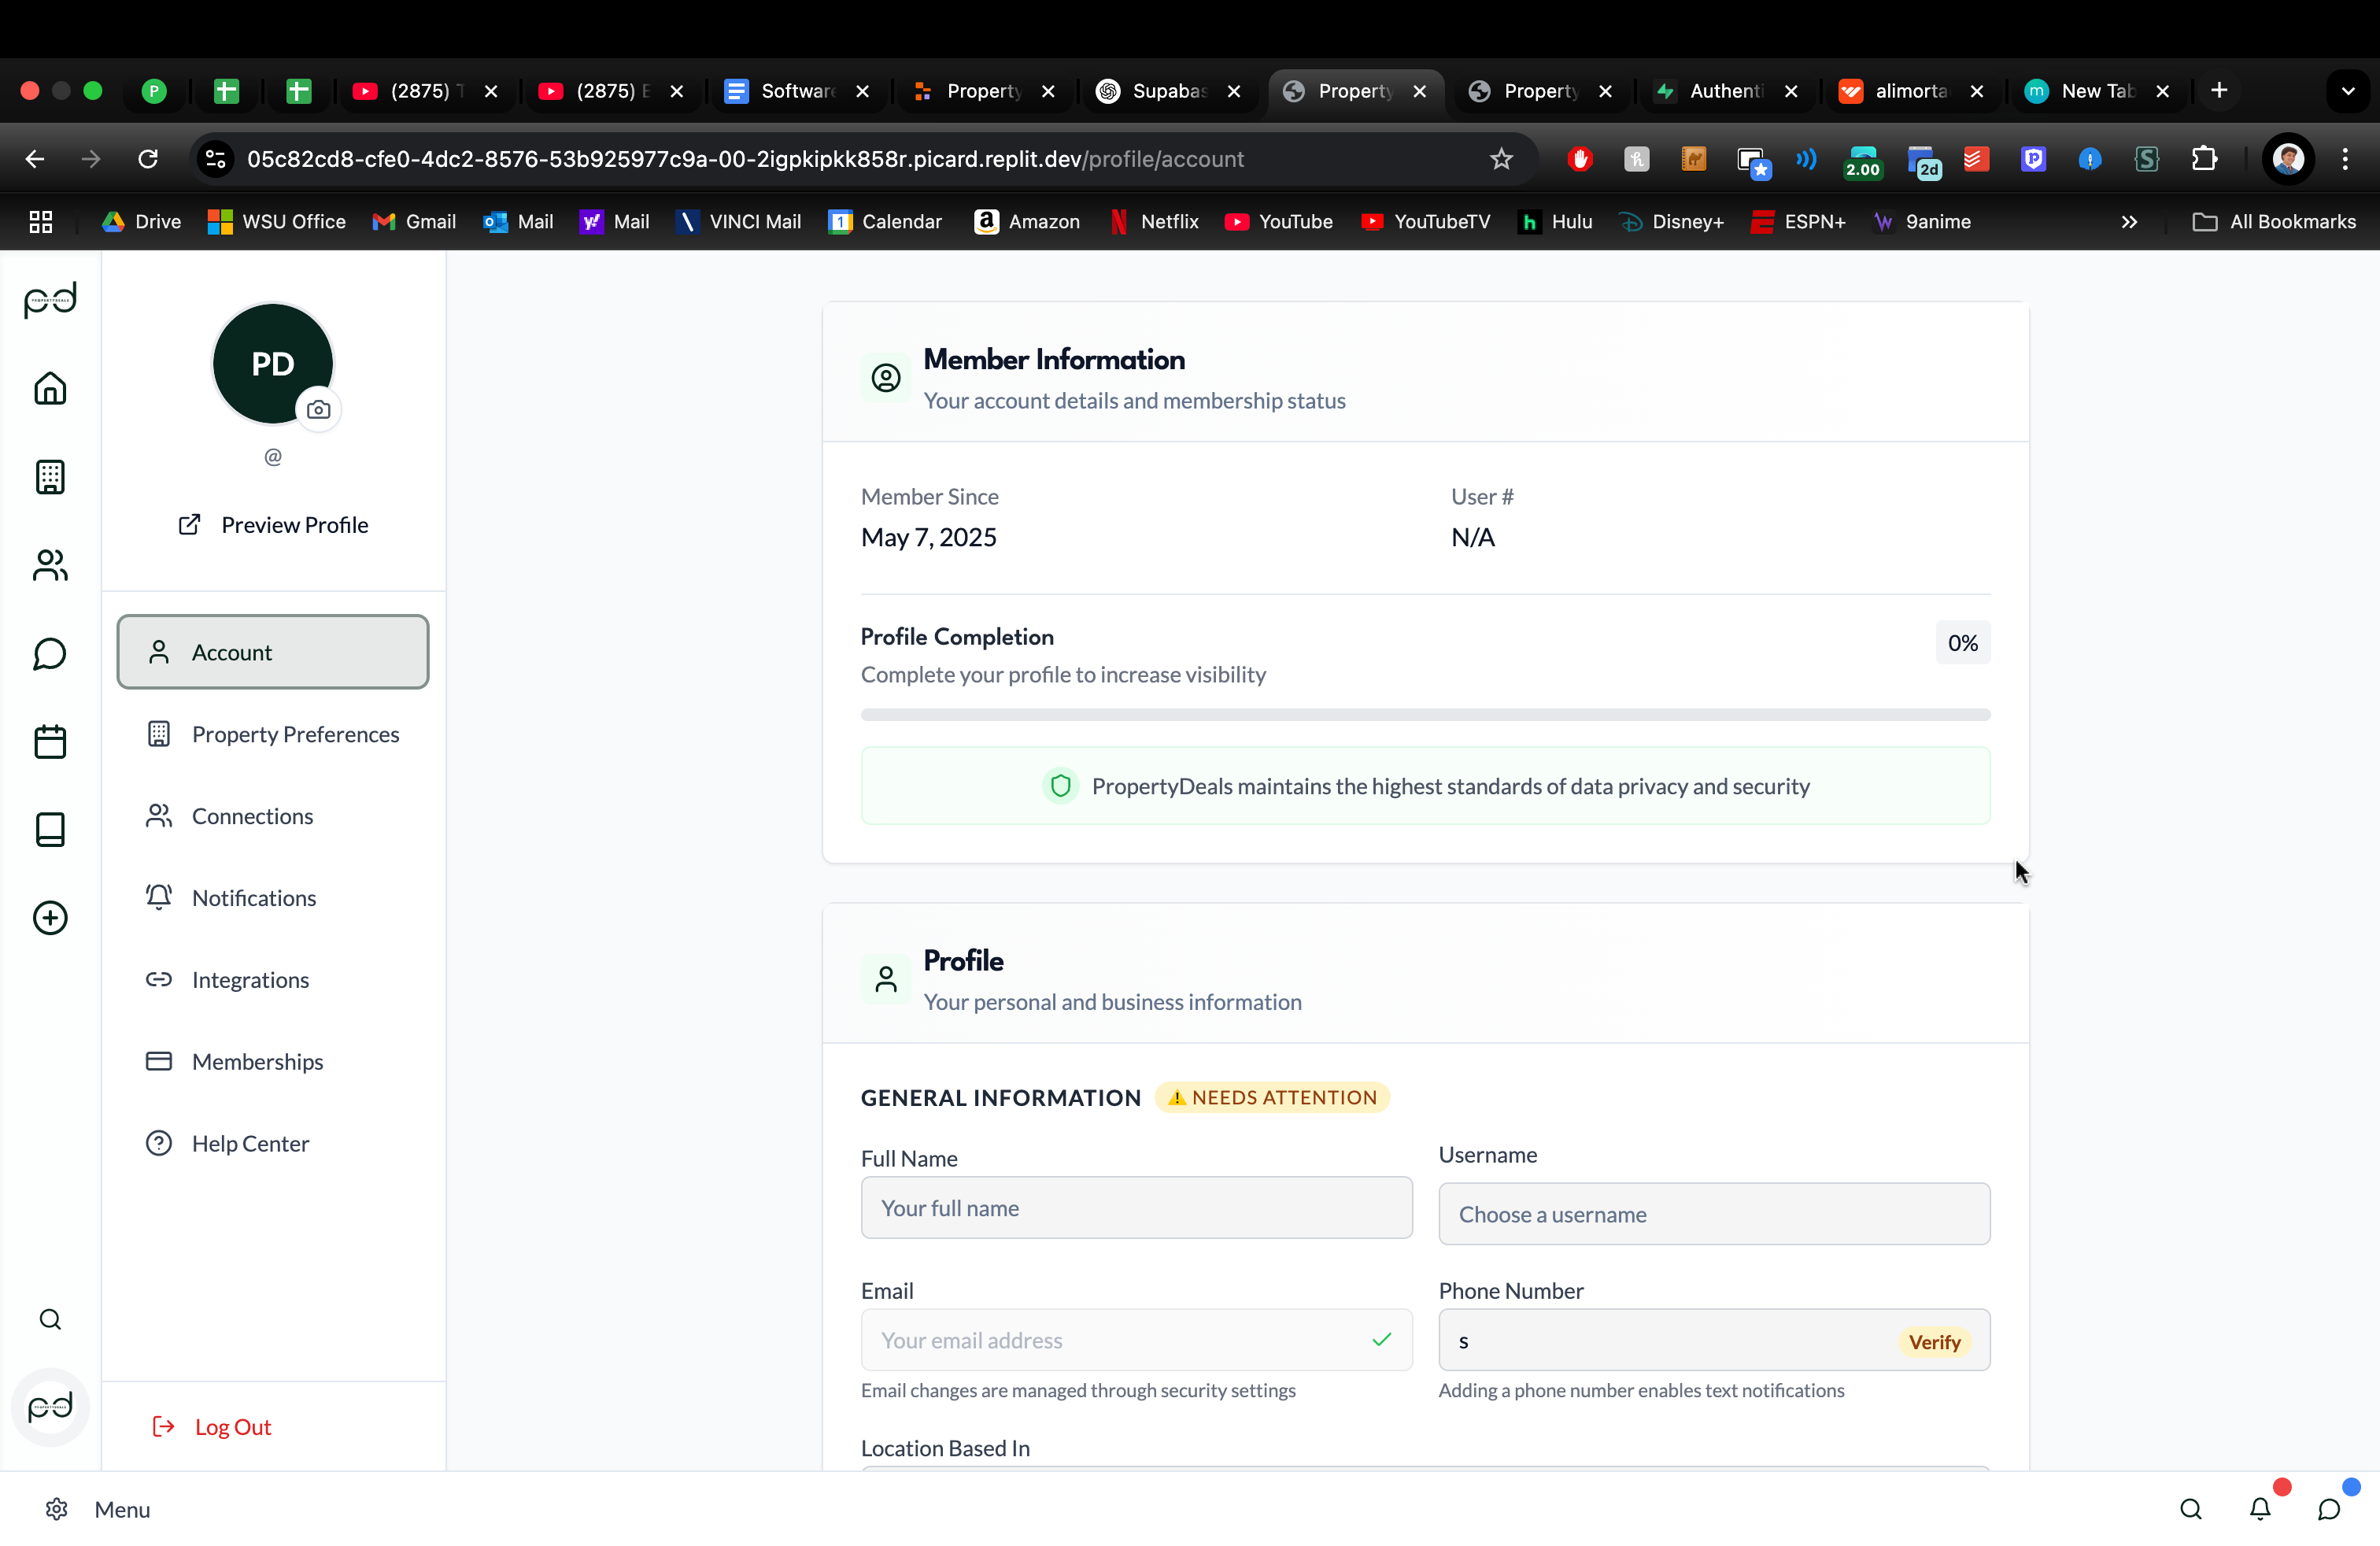 P
(2875) T
(2875) E
Software
Property
Supabas
Property
Property
Authenti
alimorta
m
New Tab
05c82cd8-cfe0-4dc2-8576-53b925977c9a-00-2igpkipkk858r.picard.replit.dev/profile/account
2.00
2d
Drive
WSU Office
Gmail
Mail
Mail
VINCI Mail
Calendar
Amazon
Netflix
YouTube
YouTubeTV
Hulu
Disney+
ESPN+
9anime
All Bookmarks
pd
PD
@
Preview Profile
Account
Property Preferences
Connections
Notifications
Integrations
Memberships
Help Center
Log Out
pd
Member Information
Your account details and membership status
Member Since
User #
May 7, 2025
N/A
Profile Completion
0%
Complete your profile to increase visibility
PropertyDeals maintains the highest standards of data privacy and security
Profile
Your personal and business information
GENERAL INFORMATION
NEEDS ATTENTION
Full Name
Username
Your full name
Choose a username
Email
Phone Number
Your email address
s
Verify
Email changes are managed through security settings
Adding a phone number enables text notifications
Location Based In
Menu